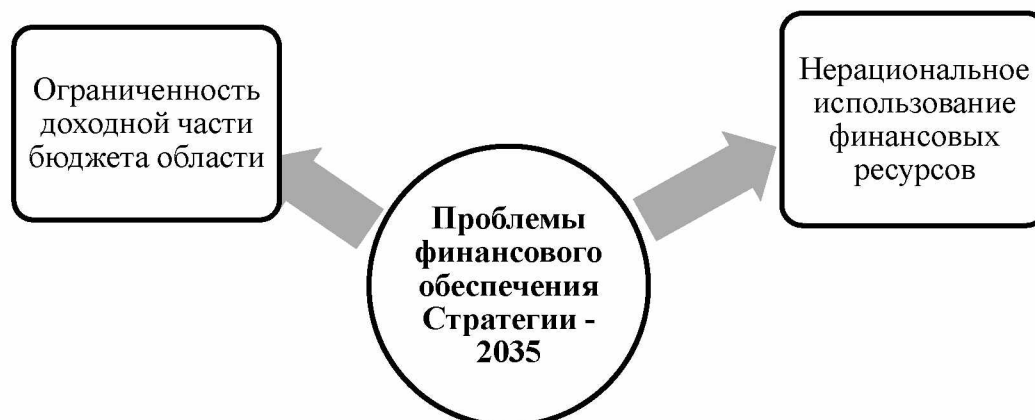 Ограниченность
доходной части
бюджета области
Нерациональное
использование
финансовых
ресурсов
Проблемы
финансового
обеспечения
Стратегии -
2035